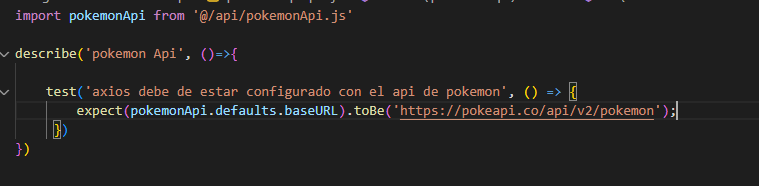 import pokemonApi from '@/api/pokemonApi.js'
describe('pokemon Api', ()=>{
test('axios debe de estar configurado con el api de pokemon', () => {
expect(pokemonApi.defaults.baseURL).toBe('https://pokeapi.co/api/v2/pokemon');
})
})